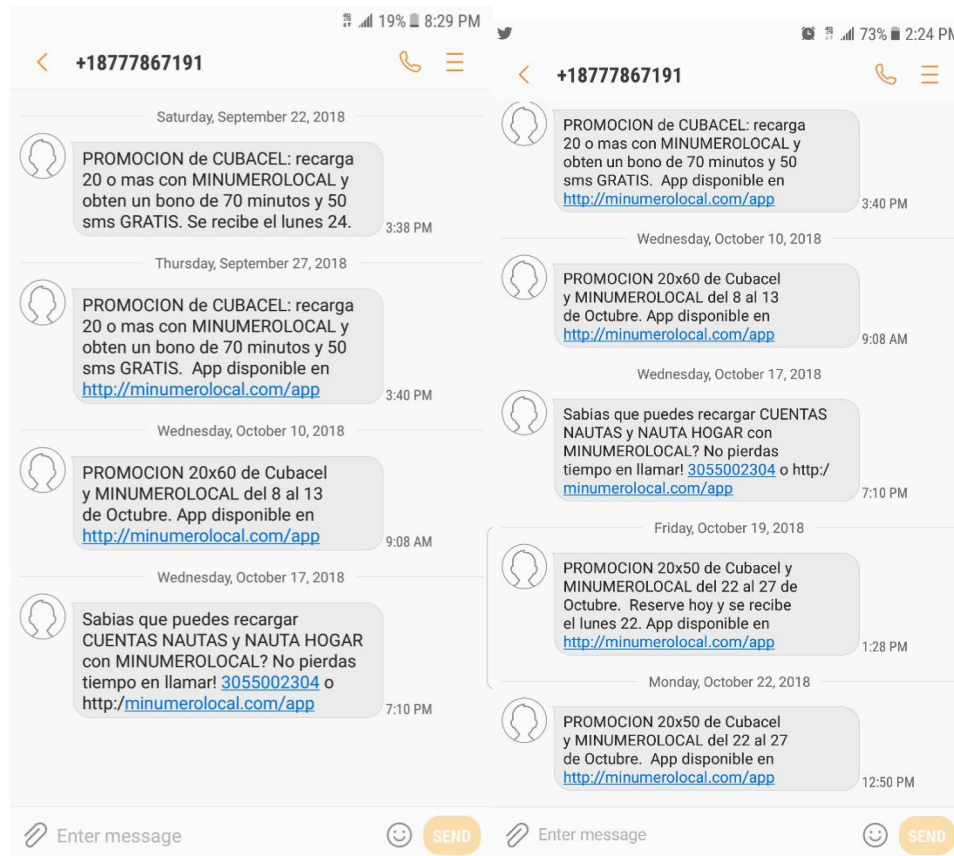 19% 8:29 PM
+18777867191
Saturday, September 22, 2018
PROMOCION de CUBACEL: recarga
20 o mas con MINUMEROLOCAL y
obten un bono de 70 minutos y 50
sms GRATIS. Se recibe el lunes 24.
3:38 PM
Thursday, September 27, 2018
PROMOCION de CUBACEL: recarga
20 o mas con MINUMEROLOCAL y
obten un bono de 70 minutos y 50
sms GRATIS.  App disponible en
http://minumerolocal.com/app
3:40 PM
Wednesday, October 10, 2018
PROMOCION 20x60 de Cubacel
y MINUMEROLOCAL del 8 al 13
de Octubre. App disponible en
http://minumerolocal.com/app
9:08 AM
Wednesday, October 17, 2018
Sabias que puedes recargar
CUENTAS NAUTAS y NAUTA HOGAR
con MINUMEROLOCAL? No pierdas
tiempo en llamar! 3055002304 o
http:/minumerolocal.com/app
7:10 PM
Enter message
SEND
73% 2:24 PM
+18777867191
PROMOCION de CUBACEL: recarga
20 o mas con MINUMEROLOCAL y
obten un bono de 70 minutos y 50
sms GRATIS.  App disponible en
http://minumerolocal.com/app
3:40 PM
Wednesday, October 10, 2018
PROMOCION 20x60 de Cubacel
y MINUMEROLOCAL del 8 al 13
de Octubre. App disponible en
http://minumerolocal.com/app
9:08 AM
Wednesday, October 17, 2018
Sabias que puedes recargar CUENTAS
NAUTAS y NAUTA HOGAR con
MINUMEROLOCAL? No pierdas
tiempo en llamar! 3055002304 o http:/
minumerolocal.com/app
7:10 PM
Friday, October 19, 2018
PROMOCION 20x50 de Cubacel y
MINUMEROLOCAL del 22 al 27 de
Octubre.  Reserve hoy y se recibe
el lunes 22. App disponible en
http://minumerolocal.com/app
1:28 PM
Monday, October 22, 2018
PROMOCION 20x50 de Cubacel
y MINUMEROLOCAL del 22 al 27
de Octubre.  App disponible en
http://minumerolocal.com/app
12:50 PM
Enter message
SEND